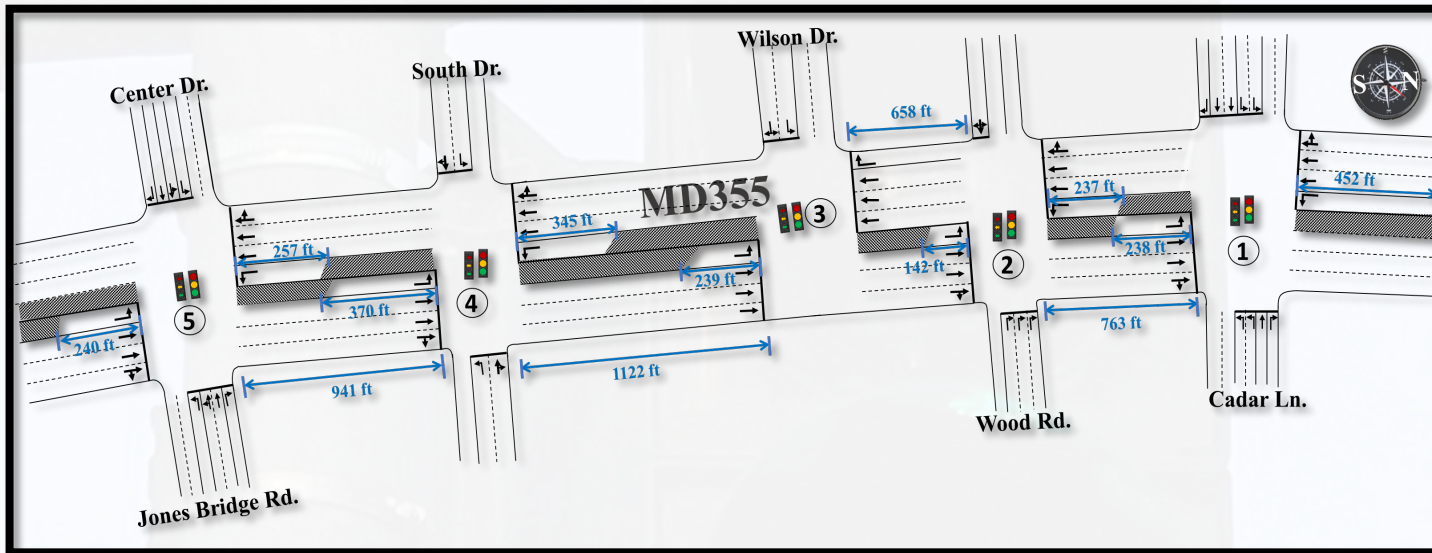 Center Dr.
South Dr.
Wilson Dr.
S N
MD355
658 ft
237 ft
452 ft
345 ft
257 ft
239 ft
142 ft
238 ft
370 ft
240 ft
1
2
3
4
5
763 ft
1122 ft
941 ft
Cadar Ln.
Wood Rd.
Jones Bridge Rd.